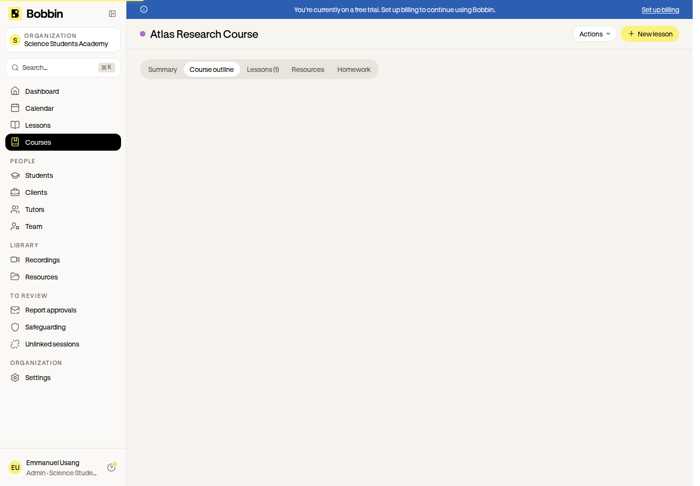 Bobbin
ORGANIZATION
S
Science Students Academy
Search...
⌘ K
Dashboard
Calendar
Lessons
Courses
PEOPLE
Students
Clients
Tutors
Team
LIBRARY
Recordings
Resources
TO REVIEW
Report approvals
Safeguarding
Unlinked sessions
ORGANIZATION
Settings
EU
Emmanuel Usang
Admin · Science Stude...
You're currently on a free trial. Set up billing to continue using Bobbin.
Set up billing
Atlas Research Course
Actions
New lesson
Summary
Course outline
Lessons (1)
Resources
Homework